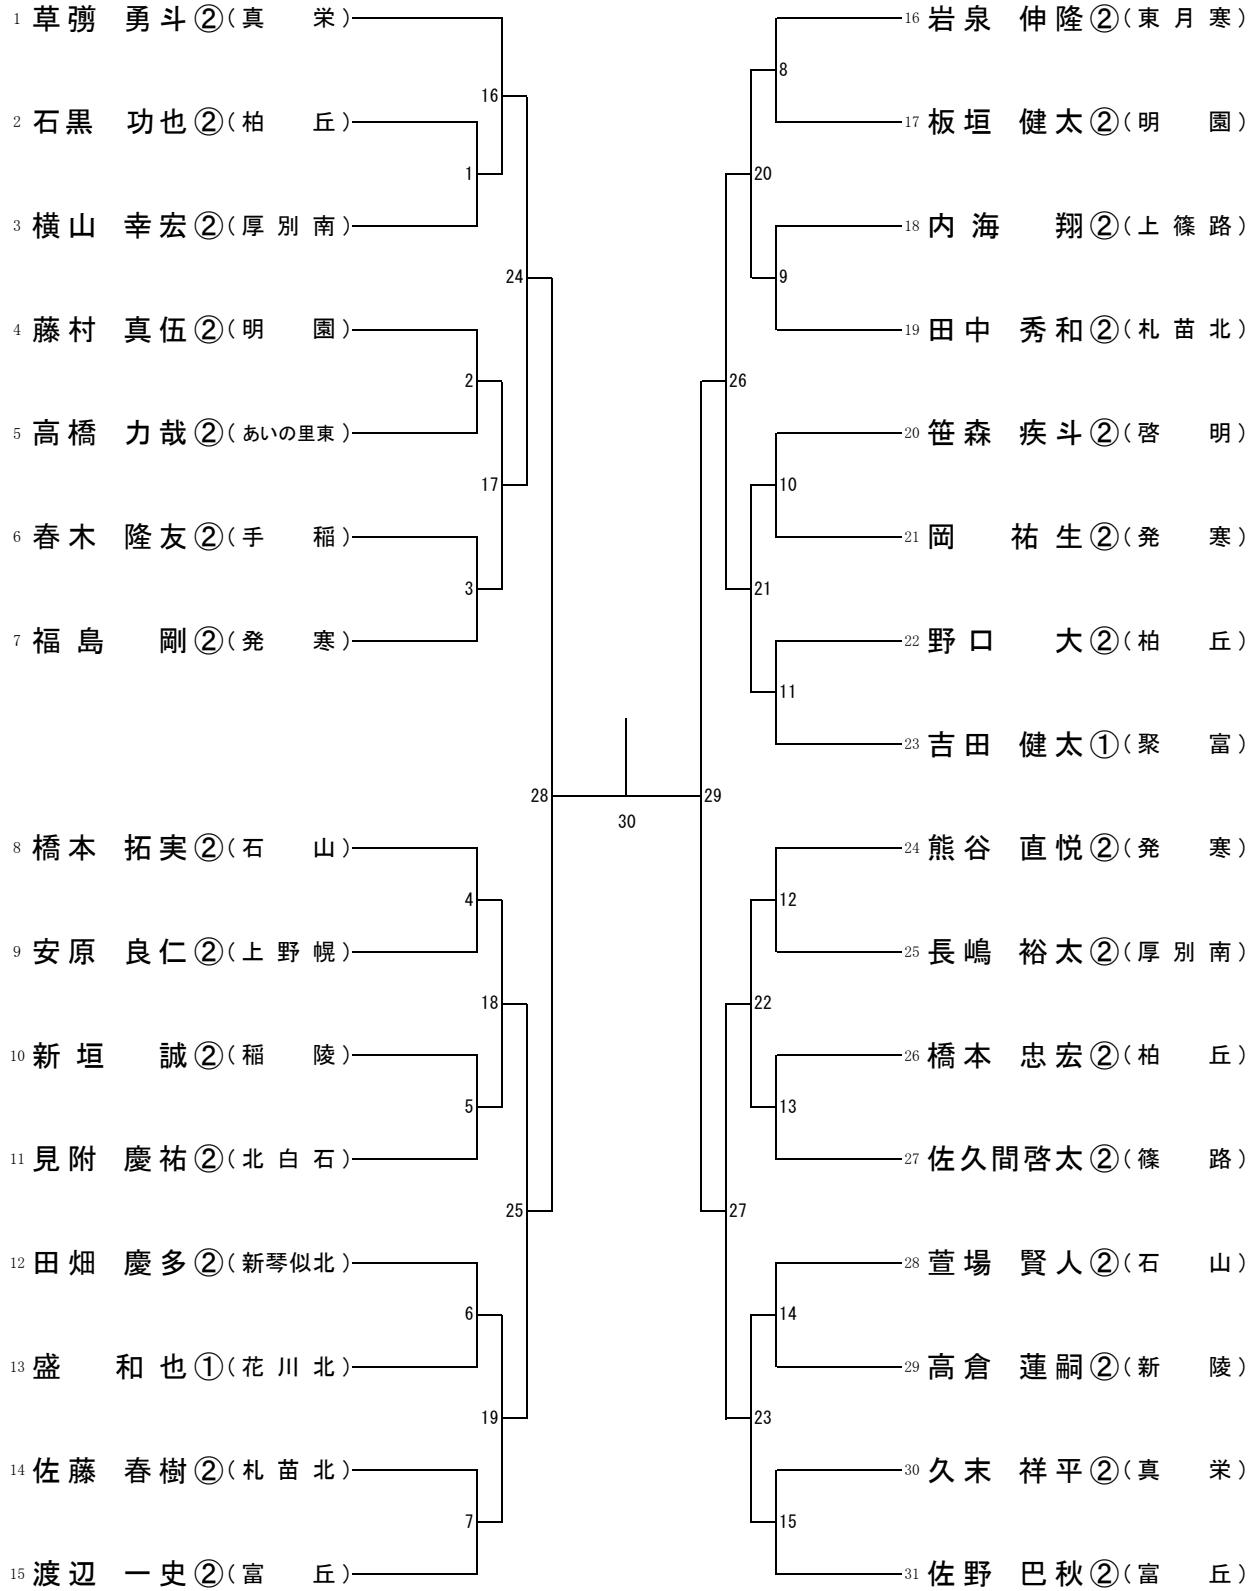 1 草彅 勇斗②(真 栄)
2 石黒 功也②(柏 丘)
3 横山 幸宏②(厚別南)
4 藤村 真伍②(明 園)
5 高橋 力哉②(あいの里東)
6 春木 隆友②(手 稲)
7 福島 剛②(発 寒)
8 橋本 拓実②(石 山)
9 安原 良仁②(上野幌)
10 新垣 誠②(稲 陵)
11 見附 慶祐②(北白石)
12 田畑 慶多②(新琴似北)
13 盛 和也①(花川北)
14 佐藤 春樹②(札苗北)
15 渡辺 一史②(富 丘)
16
1
24
2
17
3
28
4
18
5
25
6
19
7
30
16 岩泉 伸隆②(東月寒)
17 板垣 健太②(明 園)
18 内海 翔②(上篠路)
19 田中 秀和②(札苗北)
20 笹森 疾斗②(啓 明)
21 岡 祐生②(発 寒)
22 野口 大②(柏 丘)
23 吉田 健太①(聚 富)
24 熊谷 直悦②(発 寒)
25 長嶋 裕太②(厚別南)
26 橋本 忠宏②(柏 丘)
27 佐久間啓太②(篠 路)
28 萱場 賢人②(石 山)
29 高倉 蓮嗣②(新 陵)
30 久末 祥平②(真 栄)
31 佐野 巴秋②(富 丘)
8
20
9
26
10
21
11
29
12
22
13
27
14
23
15